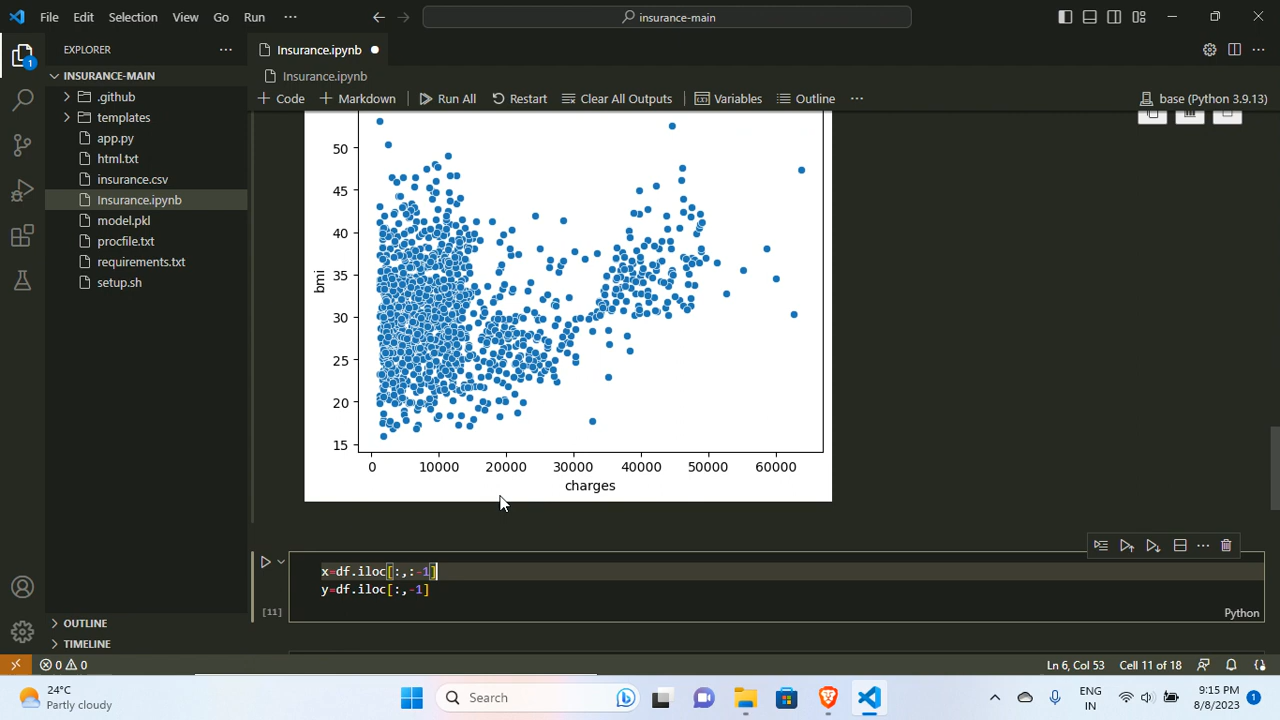 File Edit Selection View Go Run ··· insurance-main
EXPLORER ···
INSURANCE-MAIN
.github
templates
app.py
html.txt
insurance.csv
Insurance.ipynb
model.pkl
procfile.txt
requirements.txt
setup.sh
OUTLINE
TIMELINE
1
Insurance.ipynb
Insurance.ipynb
Code Markdown Run All Restart Clear All Outputs Variables Outline ··· base (Python 3.9.13)
50
45
40
35
30
25
20
15
bmi
0 10000 20000 30000 40000 50000 60000
charges
x=df.iloc[:,:-1]
y=df.iloc[:,-1]
[11]
Python
0 0 Ln 6, Col 53 Cell 11 of 18
24°C
Partly cloudy
Search
ENG
IN
9:15 PM
8/8/2023
1